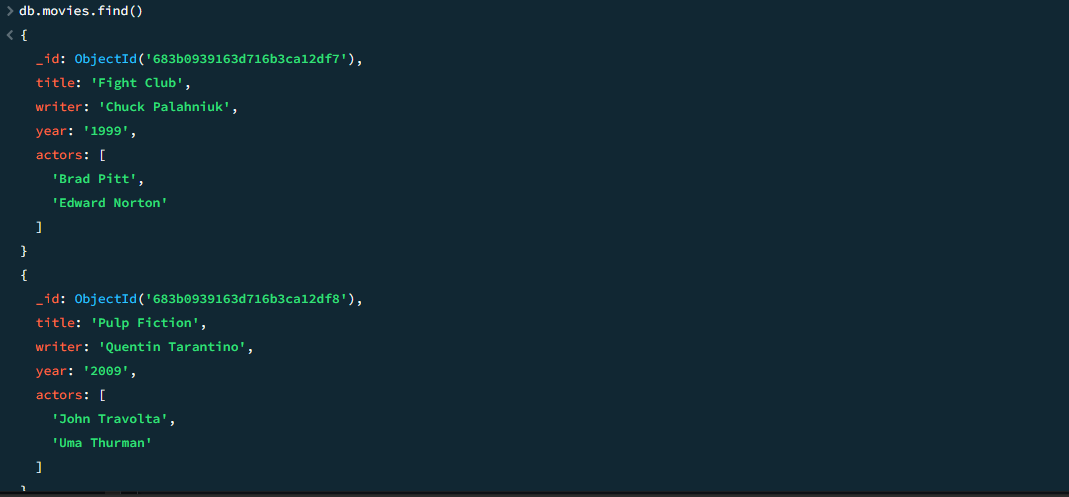 > db.movies.find()
< {
_id: ObjectId('683b0939163d716b3ca12df7'),
title: 'Fight Club',
writer: 'Chuck Palahniuk',
year: '1999',
actors: [
'Brad Pitt',
'Edward Norton'
]
}
{
_id: ObjectId('683b0939163d716b3ca12df8'),
title: 'Pulp Fiction',
writer: 'Quentin Tarantino',
year: '2009',
actors: [
'John Travolta',
'Uma Thurman'
]
}